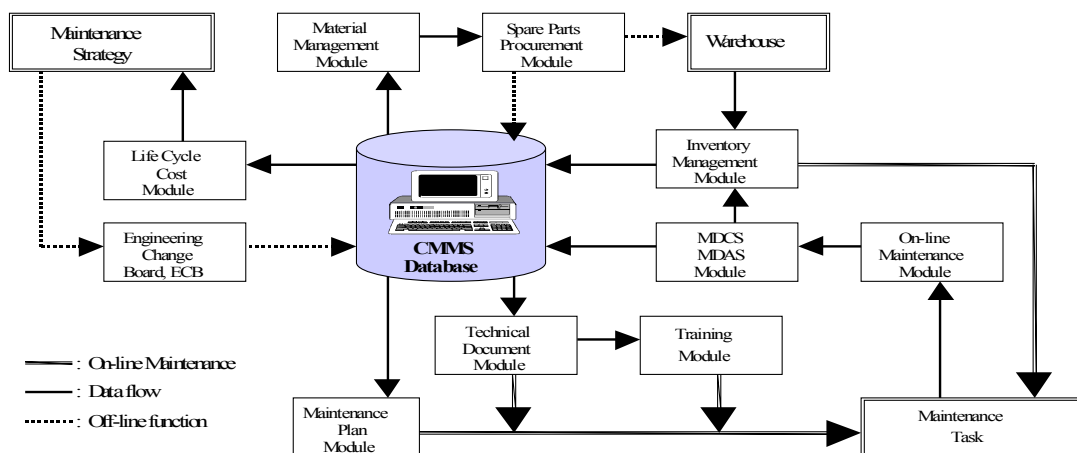 Maintenance
Strategy
Material
Management
Module
Spare Parts
Procurement
Module
Warehouse
Life Cycle
Cost
Module
Inventory
Management
Module
Engineering
Change
Board, ECB
CMMS
Database
MDCS
MDAS
Module
On-line
Maintenance
Module
Technical
Document
Module
Training
Module
: On-line Maintenance
: Data flow
: Off-line function
Maintenance
Plan
Module
Maintenance
Task